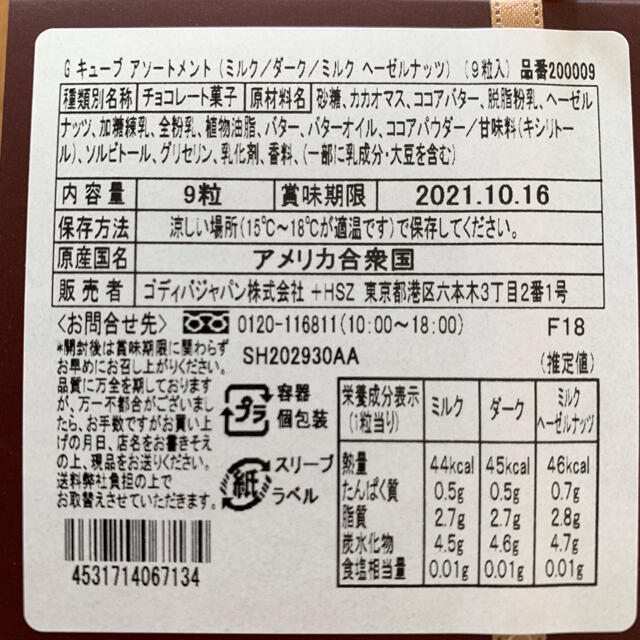 G キューブ アソートメント (ミルク/ダーク/ミルク ヘーゼルナッツ) (9粒入) 品番200009
種類別名称 チョコレート菓子 原材料名 砂糖、カカオマス、ココアバター、脱脂粉乳、ヘーゼル
ナッツ、加糖練乳、全粉乳、植物油脂、バター、バターオイル、ココアパウダー/甘味料(キシリトー
ル)、ソルビトール、グリセリン、乳化剤、香料、(一部に乳成分・大豆を含む)
内容量 9粒 賞味期限 2021.10.16
保存方法 涼しい場所(15℃～18℃が適温です)で保存してください。
原産国名 アメリカ合衆国
販売者 ゴディバジャパン株式会社 +HSZ 東京都港区六本木3丁目2番1号
〈お問合せ先〉 0120-116811(10:00～18:00) F18
*開封後は賞味期限に関わらず
お早めにお召し上がりください。
品質に万全を期しております
が、万一不都合がございまし
たら、お手数ですがお買い上
げの月日、店名をお書きそえ
の上、現品をお送りください。
送料弊社負担の上で
お取替えさせていただきます。
SH202930AA
プラ 容器
個包装
紙 スリーブ
ラベル
(推定値)
栄養成分表示
(1粒当り) ミルク ダーク ミルク
ヘーゼルナッツ
熱量 44kcal 45kcal 46kcal
たんぱく質 0.5g 0.5g 0.7g
脂質 2.7g 2.7g 2.8g
炭水化物 4.5g 4.6g 4.7g
食塩相当量 0.01g 0.01g 0.01g
4531714067134